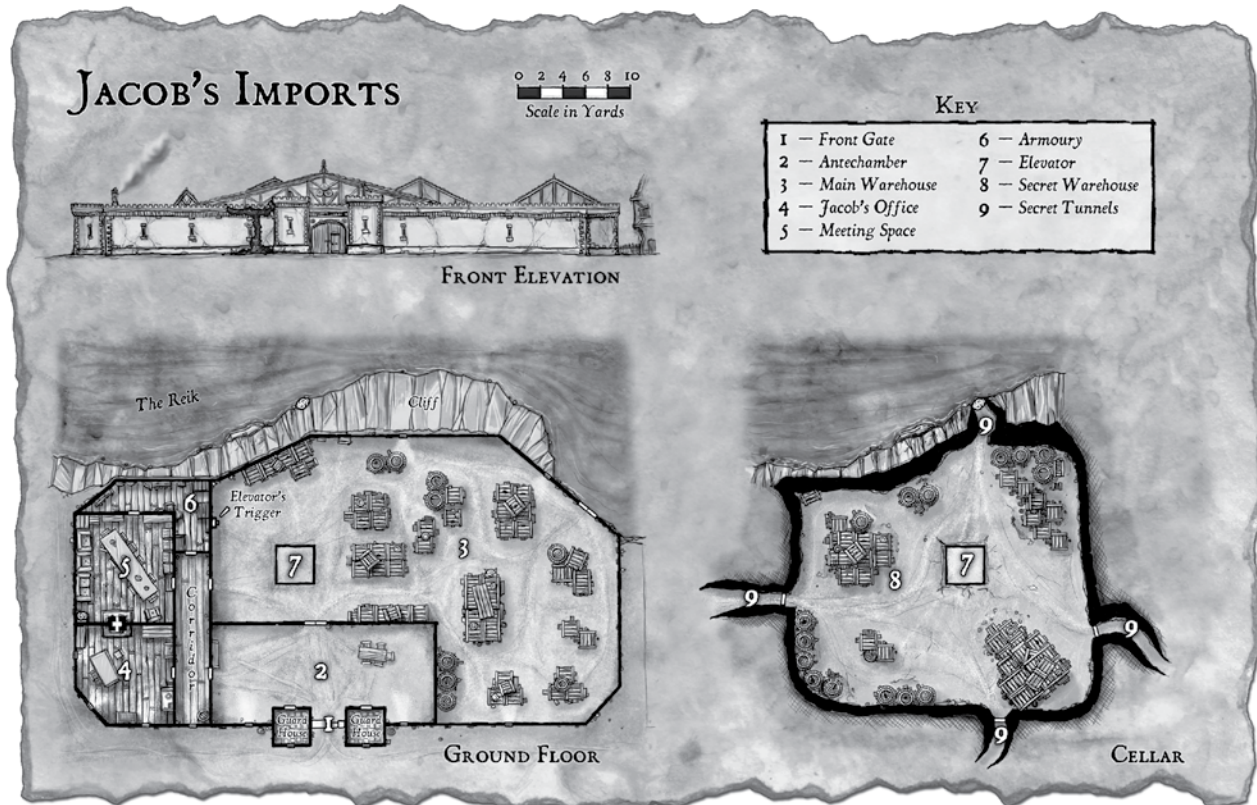 JACOB'S IMPORTS
0 2 4 6 8 10
Scale in Yards
KEY
1 – Front Gate
2 – Antechamber
3 – Main Warehouse
4 – Jacob's Office
5 – Meeting Space
6 – Armoury
7 – Elevator
8 – Secret Warehouse
9 – Secret Tunnels
FRONT ELEVATION
The Reik
Cliff
6
Elevator's
Trigger
5
7
3
Corridor
4
2
Guard
House
1
Guard
House
GROUND FLOOR
9
7
8
9
9
9
CELLAR